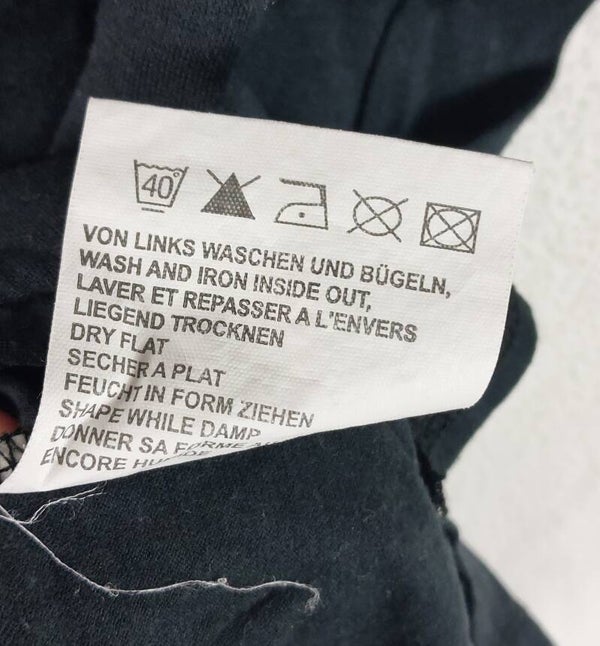 40
VON LINKS WASCHEN UND BÜGELN,
WASH AND IRON INSIDE OUT,
LAVER ET REPASSER A L'ENVERS
LIEGEND TROCKNEN
DRY FLAT
SECHER A PLAT
FEUCHT IN FORM ZIEHEN
SHAPE WHILE DAMP
DONNER SA FORME
ENCORE